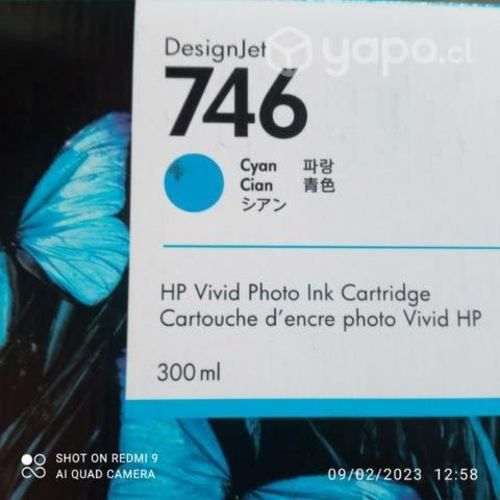 DesignJet
yapo.cl
746
Cyan 파랑
Cian 青色
シアン
HP Vivid Photo Ink Cartridge
Cartouche d'encre photo Vivid HP
300 ml
SHOT ON REDMI 9
AI QUAD CAMERA
09/02/2023 12:58